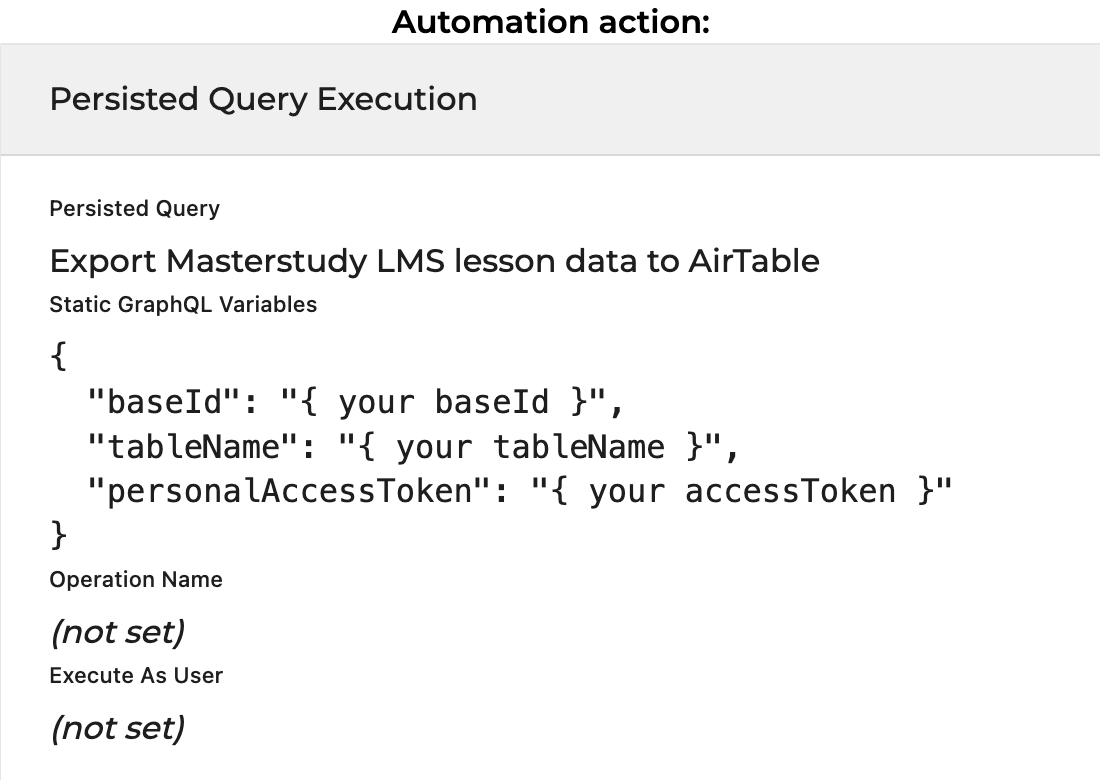 Automation action:
Persisted Query Execution
Persisted Query
Export Masterstudy LMS lesson data to AirTable
Static GraphQL Variables
{
  "baseId": "{ your baseId }",
  "tableName": "{ your tableName }",
  "personalAccessToken": "{ your accessToken }"
}
Operation Name
(not set)
Execute As User
(not set)